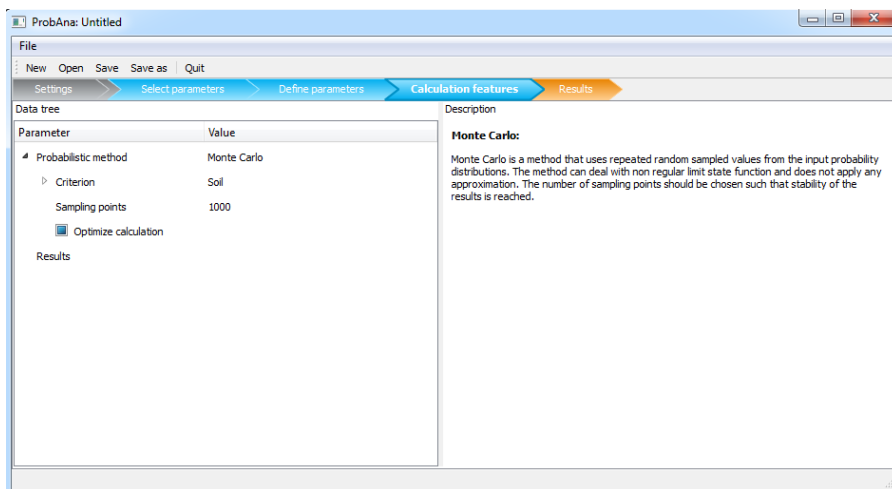 ProbAna: Untitled
File
New Open Save Save as Quit
Settings Select parameters Define parameters Calculation features Results
Data tree
Parameter Value
Probabilistic method Monte Carlo
Criterion Soil
Sampling points 1000
Optimize calculation
Results
Description
Monte Carlo:
Monte Carlo is a method that uses repeated random sampled values from the input probability
distributions. The method can deal with non regular limit state function and does not apply any
approximation. The number of sampling points should be chosen such that stability of the
results is reached.